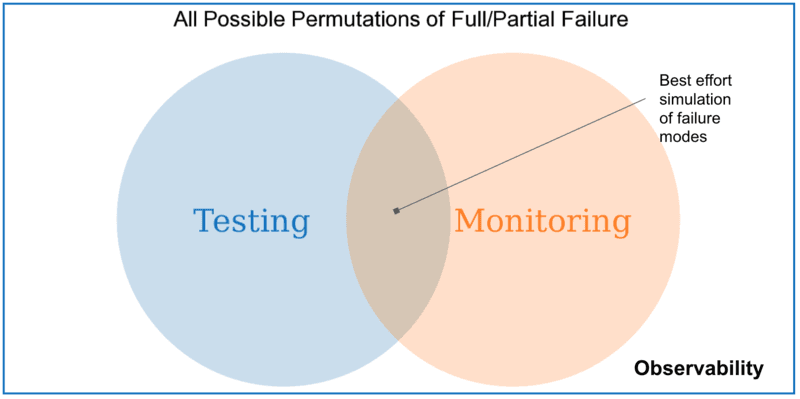 All Possible Permutations of Full/Partial Failure
Best effort
simulation
of failure
modes
Testing
Monitoring
Observability